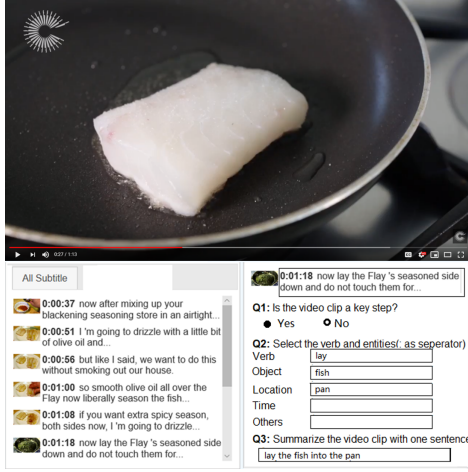 0:27 / 1:13
All Subtitle
0:00:37 now after mixing up your
blackening seasoning store in an airtight...
0:00:51 I 'm going to drizzle with a little bit
of olive oil and...
0:00:56 but like I said, we want to do this
without smoking out our house.
0:01:00 so smooth olive oil all over the
Flay now liberally season the fish...
0:01:08 if you want extra spicy season,
both sides now, I 'm going to drizzle...
0:01:18 now lay the Flay 's seasoned side
down and do not touch them for...
0:01:18 now lay the Flay 's seasoned side
down and do not touch them for...
Q1: Is the video clip a key step?
Yes No
Q2: Select the verb and entities(: as seperator)
Verb lay
Object fish
Location pan
Time
Others
Q3: Summarize the video clip with one sentence
lay the fish into the pan